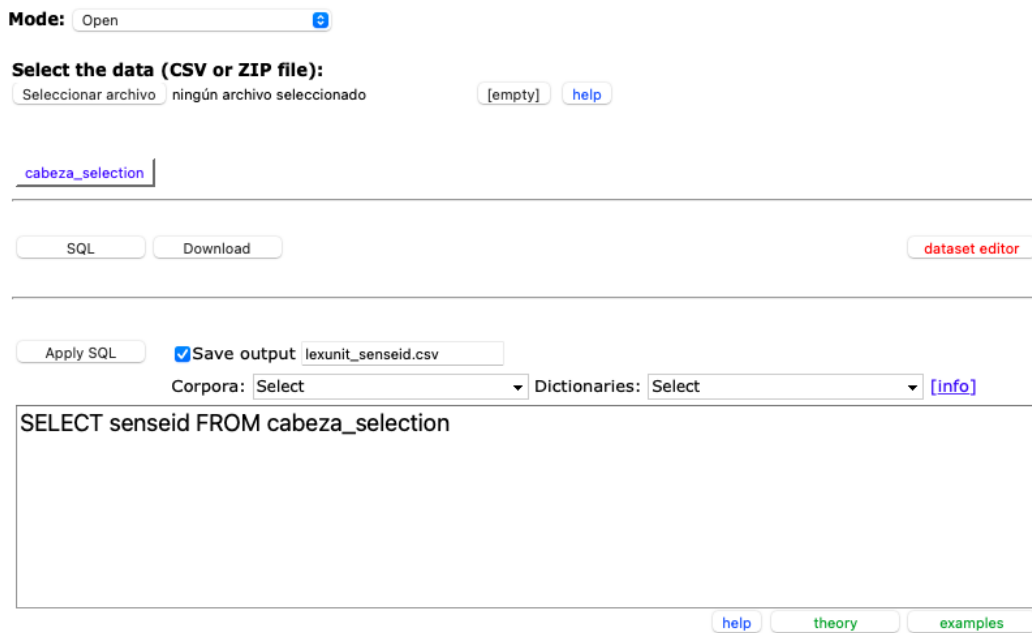 Mode: Open
Select the data (CSV or ZIP file):
Seleccionar archivo ningún archivo seleccionado [empty] help
cabeza_selection
SQL Download dataset editor
Apply SQL Save output lexunit_senseid.csv
Corpora: Select Dictionaries: Select [info]
SELECT senseid FROM cabeza_selection
help theory examples